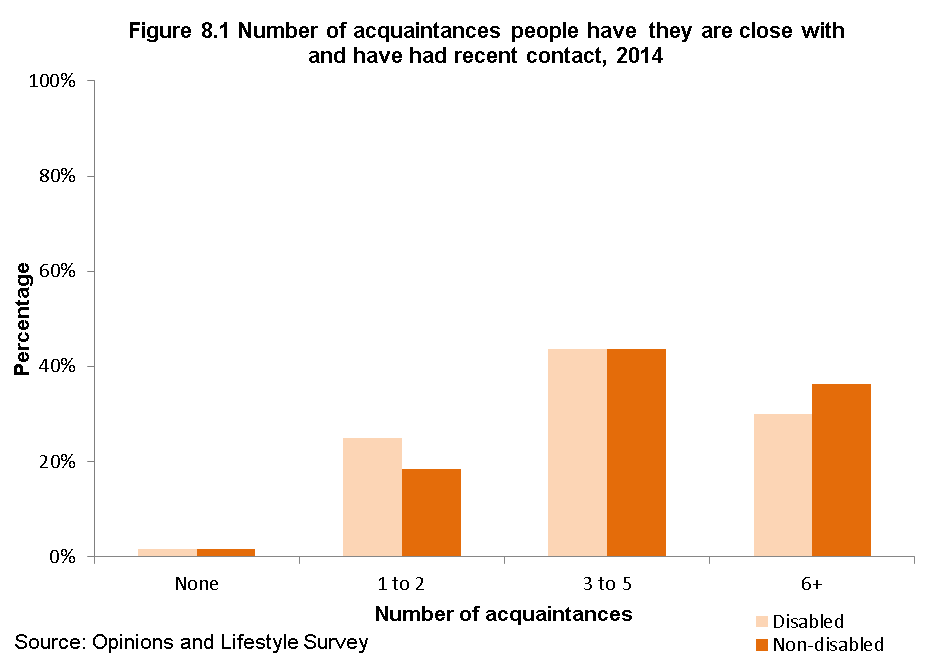 Figure 8.1 Number of acquaintances people have they are close with
and have had recent contact, 2014
100%
80%
60%
40%
20%
0%
Percentage
None
1 to 2
3 to 5
6+
Number of acquaintances
Disabled
Non-disabled
Source: Opinions and Lifestyle Survey